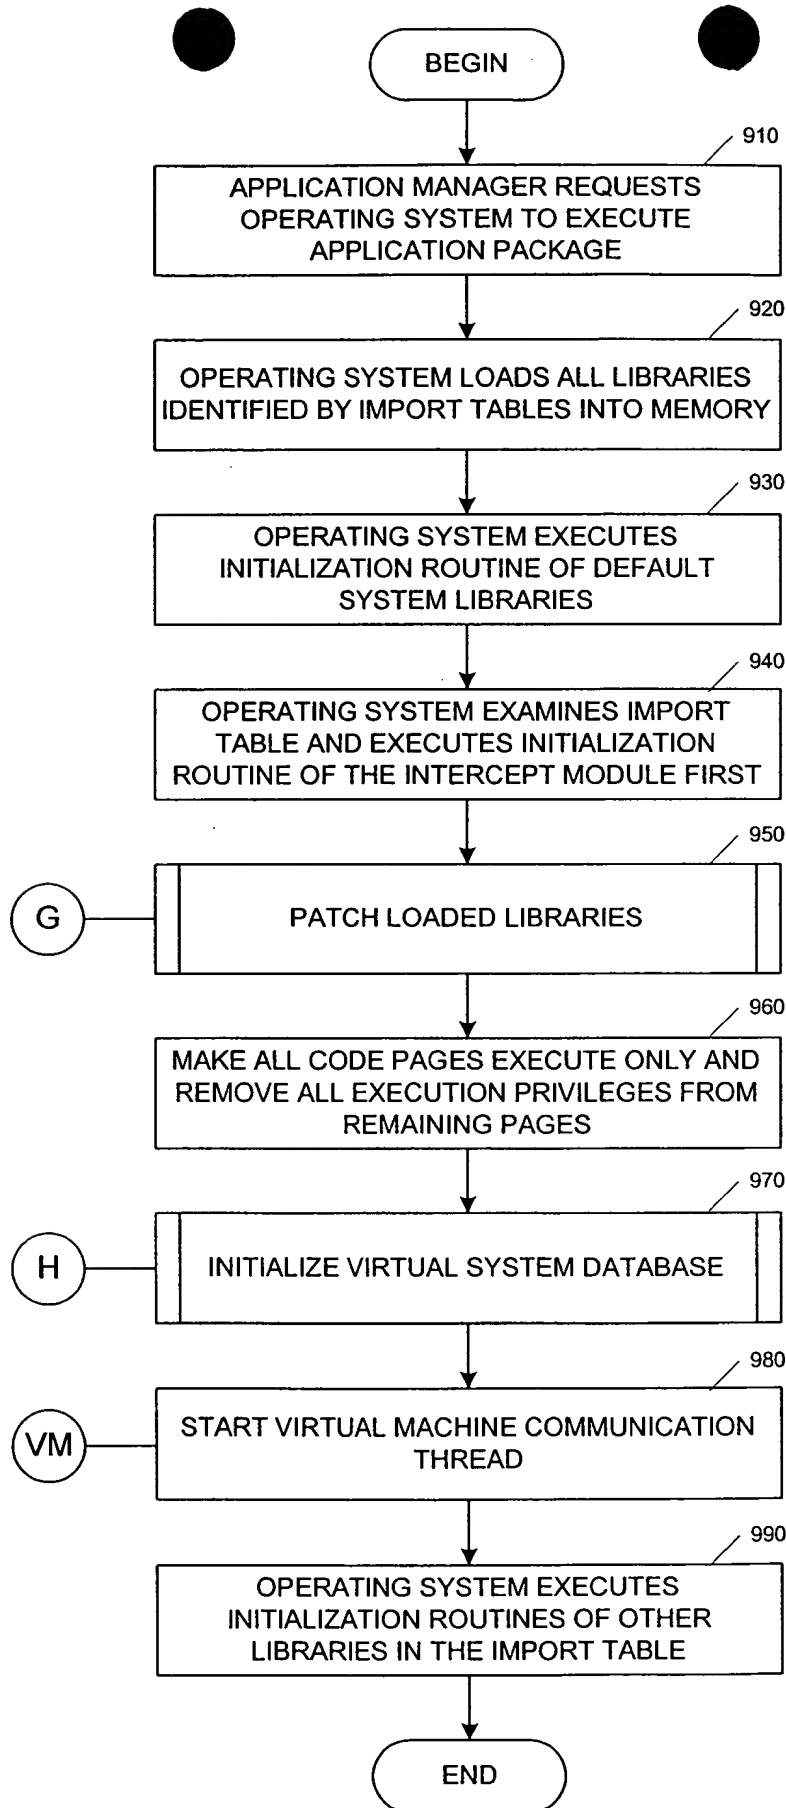 BEGIN
910
APPLICATION MANAGER REQUESTS
OPERATING SYSTEM TO EXECUTE
APPLICATION PACKAGE
920
OPERATING SYSTEM LOADS ALL LIBRARIES
IDENTIFIED BY IMPORT TABLES INTO MEMORY
930
OPERATING SYSTEM EXECUTES
INITIALIZATION ROUTINE OF DEFAULT
SYSTEM LIBRARIES
940
OPERATING SYSTEM EXAMINES IMPORT
TABLE AND EXECUTES INITIALIZATION
ROUTINE OF THE INTERCEPT MODULE FIRST
950
G
PATCH LOADED LIBRARIES
960
MAKE ALL CODE PAGES EXECUTE ONLY AND
REMOVE ALL EXECUTION PRIVILEGES FROM
REMAINING PAGES
970
H
INITIALIZE VIRTUAL SYSTEM DATABASE
980
VM
START VIRTUAL MACHINE COMMUNICATION
THREAD
990
OPERATING SYSTEM EXECUTES
INITIALIZATION ROUTINES OF OTHER
LIBRARIES IN THE IMPORT TABLE
END